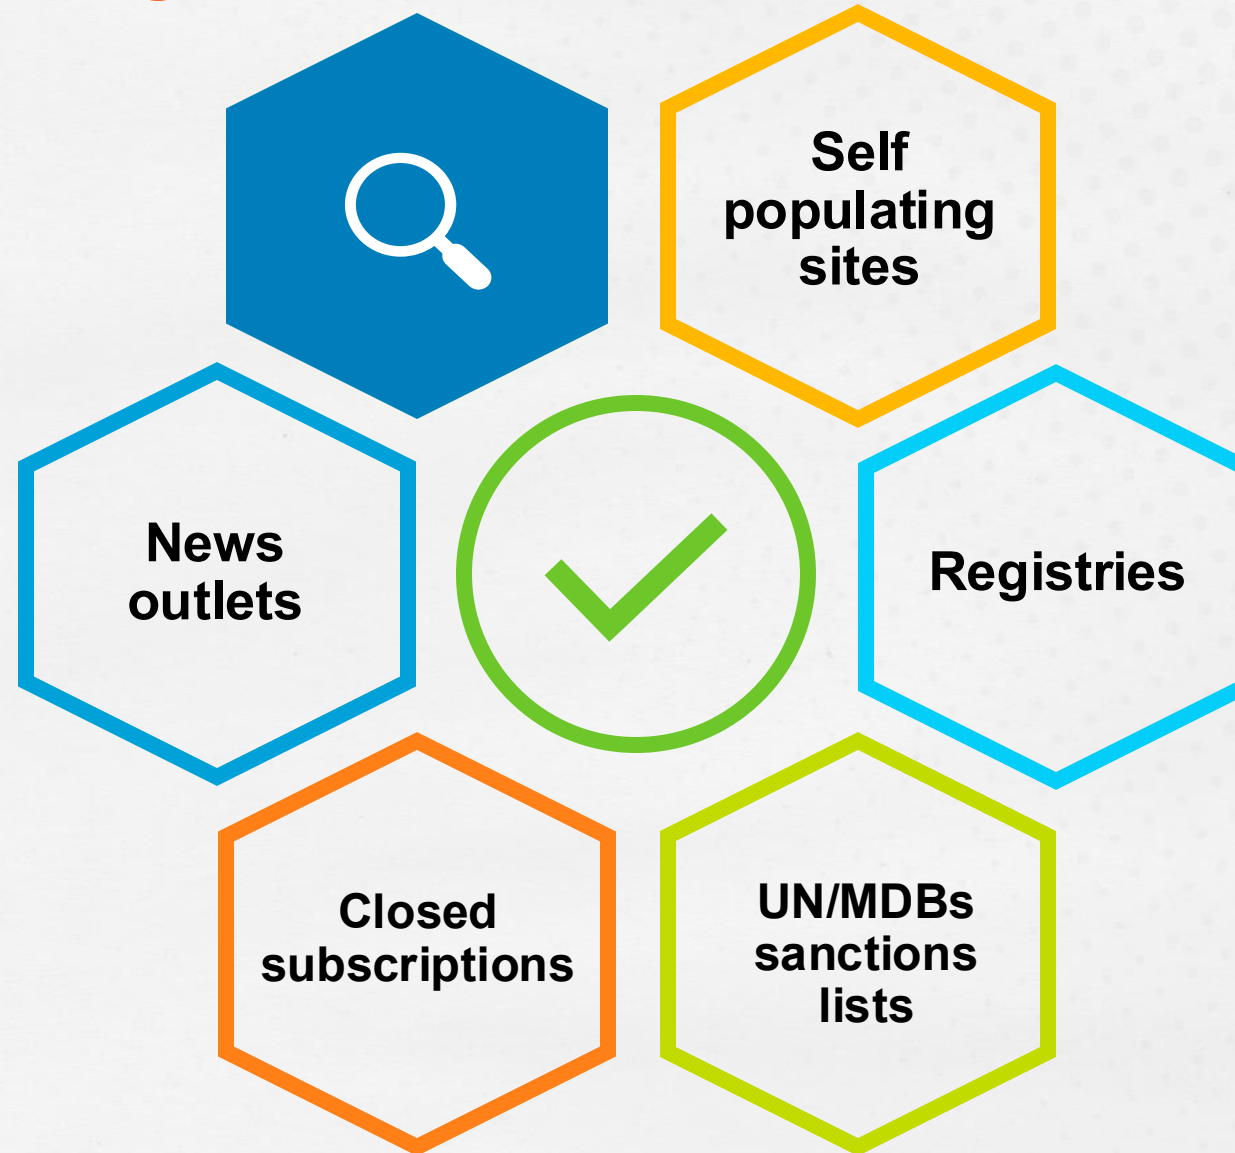 Self
populating
sites
News
outlets
Registries
Closed
subscriptions
UN/MDBs
sanctions
lists